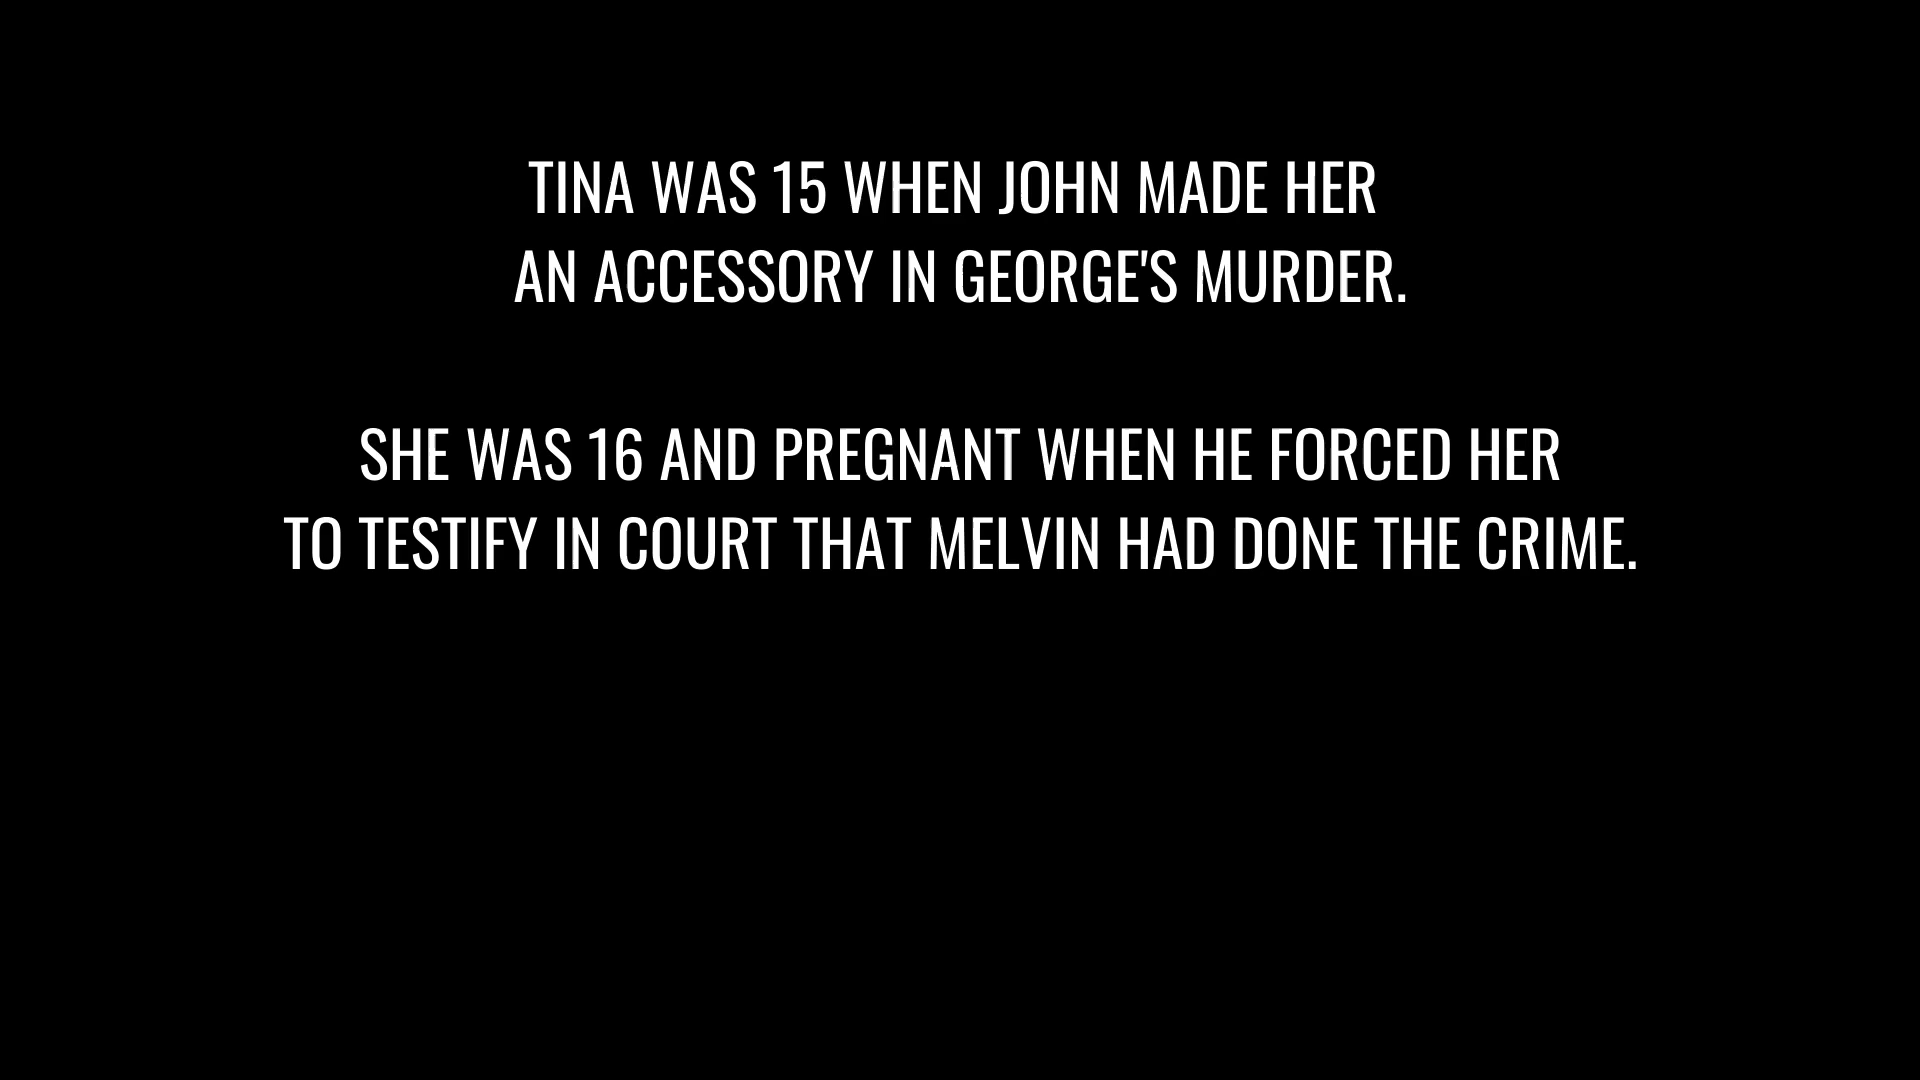 TINA WAS 15 WHEN JOHN MADE HER
AN ACCESSORY IN GEORGE'S MURDER.
SHE WAS 16 AND PREGNANT WHEN HE FORCED HER
TO TESTIFY IN COURT THAT MELVIN HAD DONE THE CRIME.